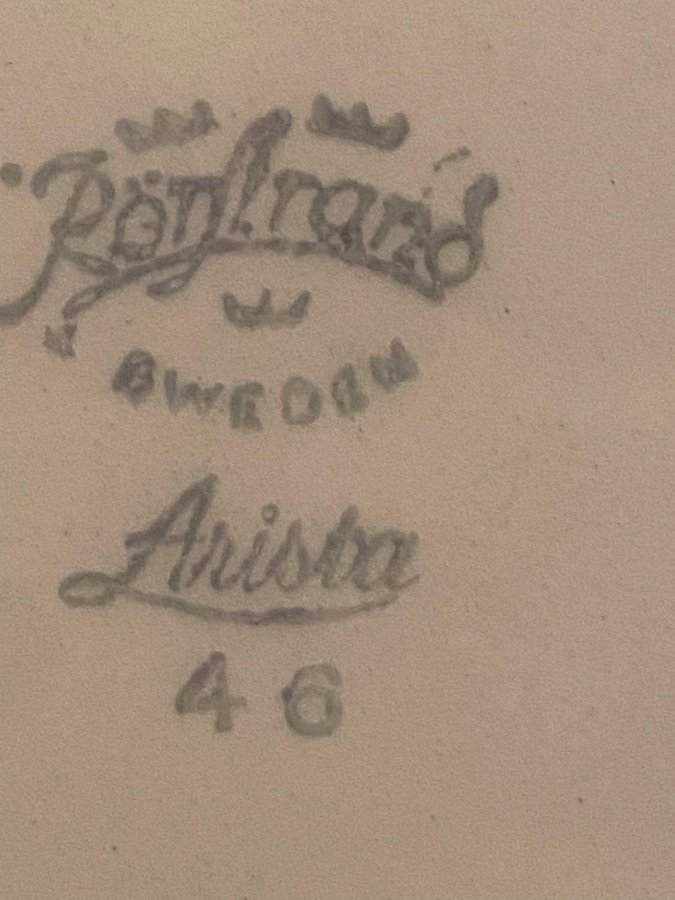 Rörstrand
SWEDEN
Arista
46